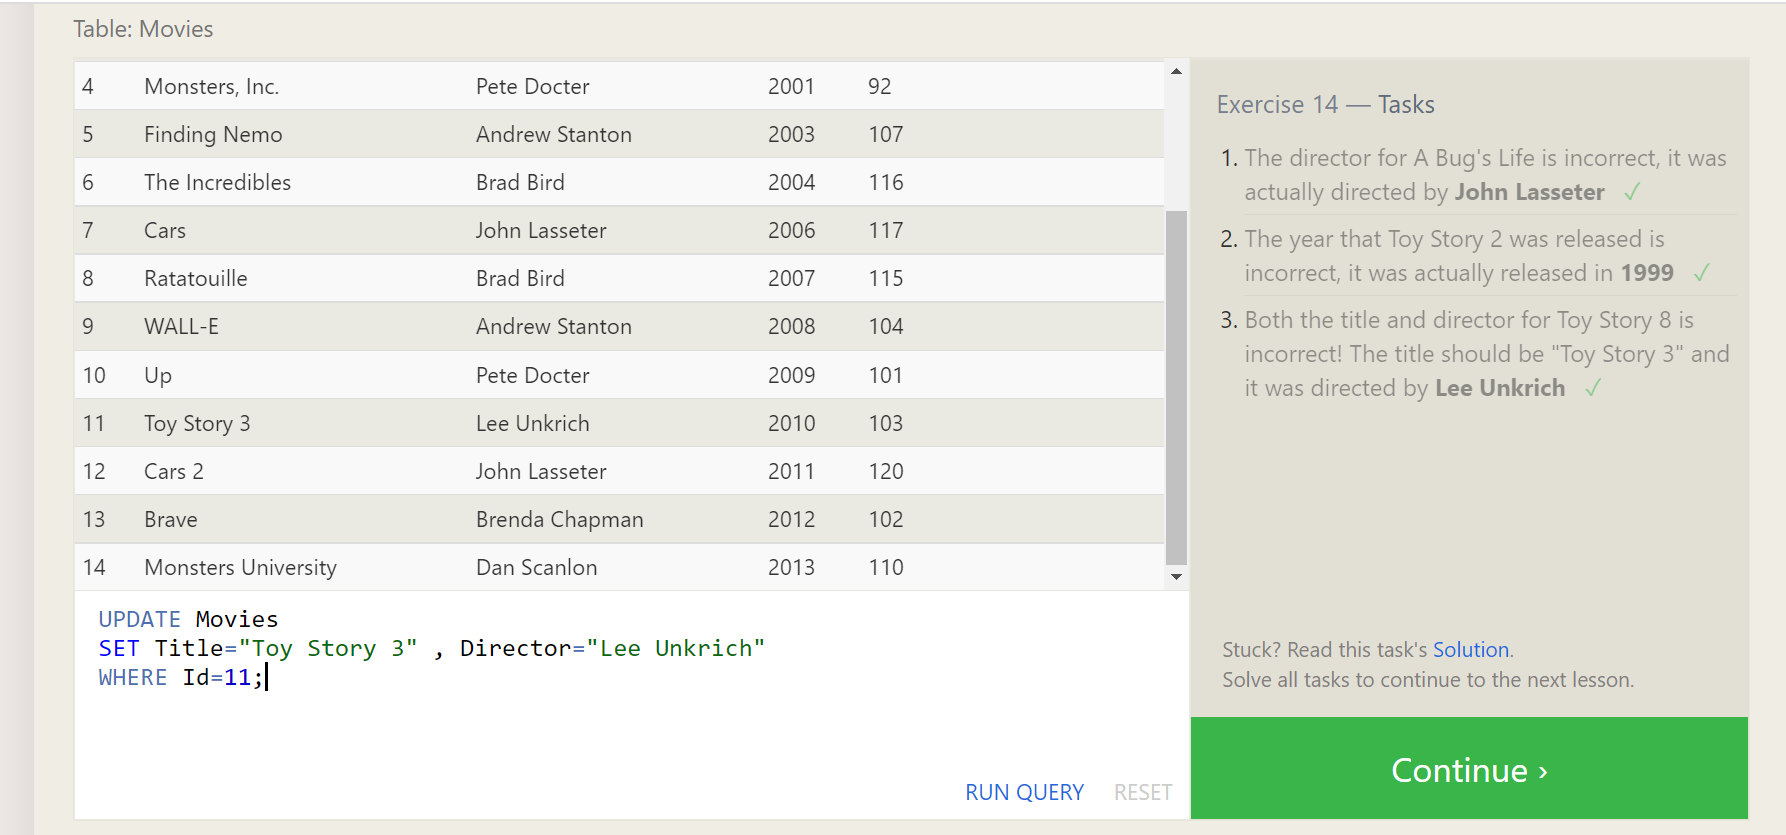 Table: Movies
4 Monsters, Inc. Pete Docter 2001 92
5 Finding Nemo Andrew Stanton 2003 107
6 The Incredibles Brad Bird 2004 116
7 Cars John Lasseter 2006 117
8 Ratatouille Brad Bird 2007 115
9 WALL-E Andrew Stanton 2008 104
10 Up Pete Docter 2009 101
11 Toy Story 3 Lee Unkrich 2010 103
12 Cars 2 John Lasseter 2011 120
13 Brave Brenda Chapman 2012 102
14 Monsters University Dan Scanlon 2013 110
UPDATE Movies
SET Title="Toy Story 3" , Director="Lee Unkrich"
WHERE Id=11;
RUN QUERY RESET
Exercise 14 — Tasks
1. The director for A Bug's Life is incorrect, it was
actually directed by John Lasseter ✓
2. The year that Toy Story 2 was released is
incorrect, it was actually released in 1999 ✓
3. Both the title and director for Toy Story 8 is
incorrect! The title should be "Toy Story 3" and
it was directed by Lee Unkrich ✓
Stuck? Read this task's Solution.
Solve all tasks to continue to the next lesson.
Continue ›